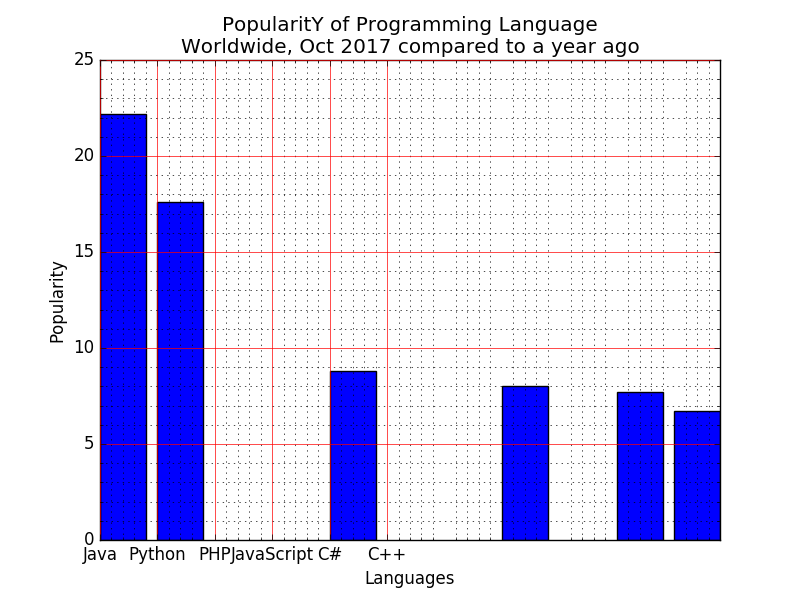 PopularitY of Programming Language
Worldwide, Oct 2017 compared to a year ago
25
20
15
10
5
0
Popularity
Java Python PHP JavaScript C# C++
Languages